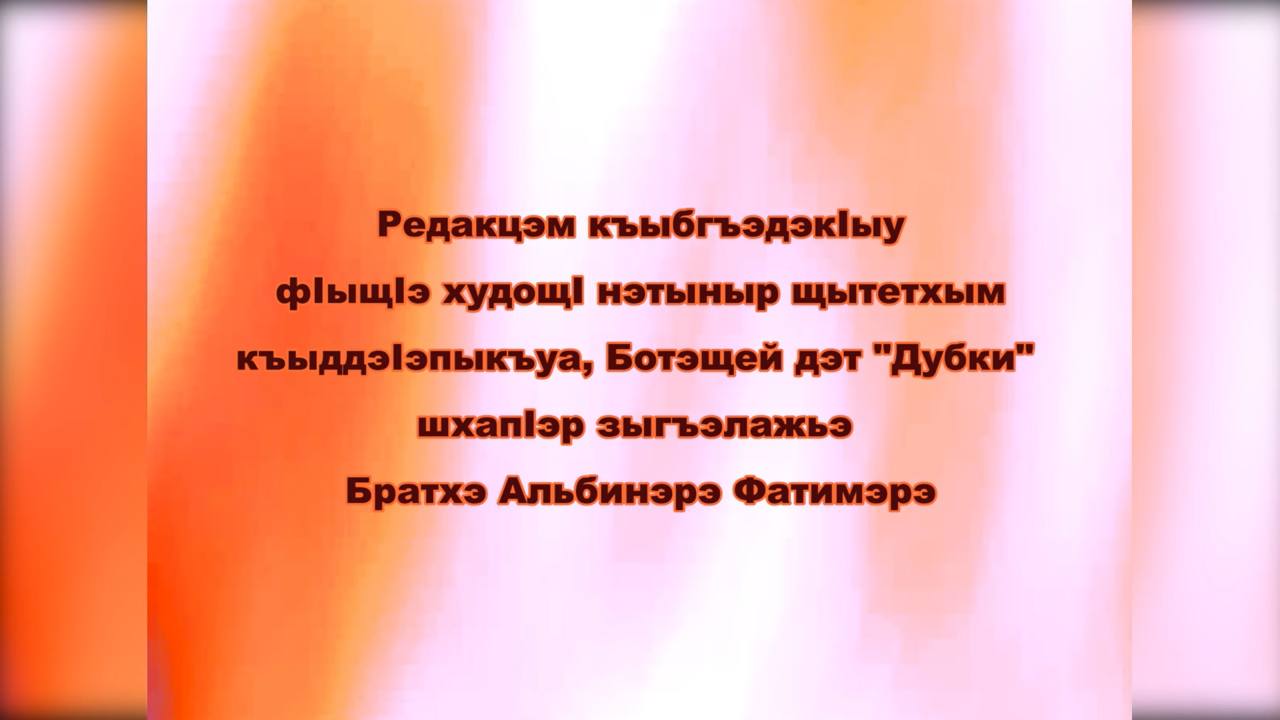 Редакцэм къыбгъэдэкIыу
фIыщIэ худощI нэтыныр щытетхым
къыддэIэпыкъуа, Ботэщей дэт "Дубки"
шхапIэр зыгъэлажьэ
Братхэ Альбинэрэ Фатимэрэ